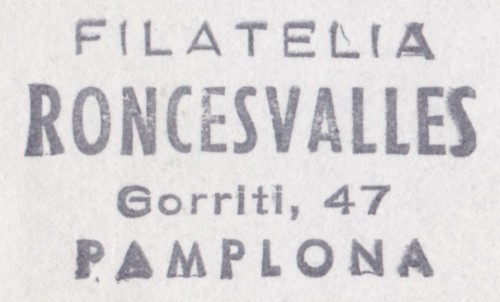 FILATELIA
RONCESVALLES
Gorriti, 47
PAMPLONA